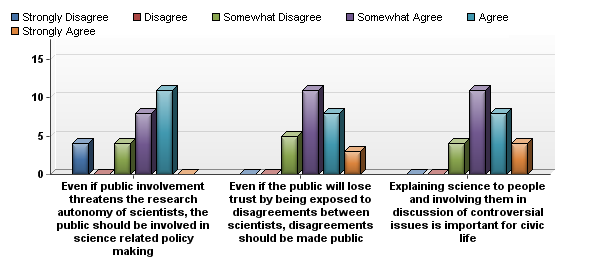 Strongly Disagree Disagree Somewhat Disagree Somewhat Agree Agree
Strongly Agree
15
10
5
0
Even if public involvement
threatens the research
autonomy of scientists, the
public should be involved in
science related policy
making
Even if the public will lose
trust by being exposed to
disagreements between
scientists, disagreements
should be made public
Explaining science to people
and involving them in
discussion of controversial
issues is important for civic
life